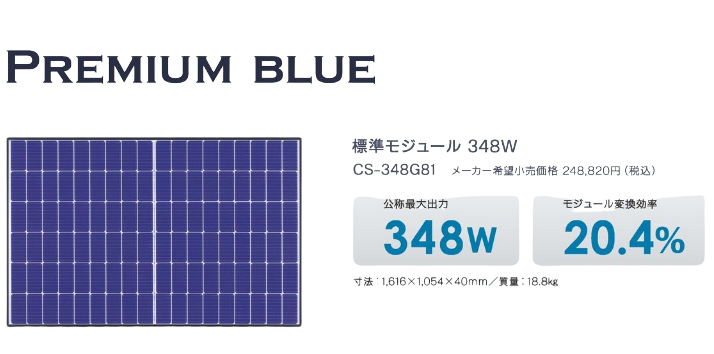 PREMIUM BLUE
標準モジュール 348W
CS-348G81 メーカー希望小売価格 248,820円（税込）
公称最大出力 モジュール変換効率
348W 20.4%
寸法：1,616×1,054×40mm／質量：18.8kg